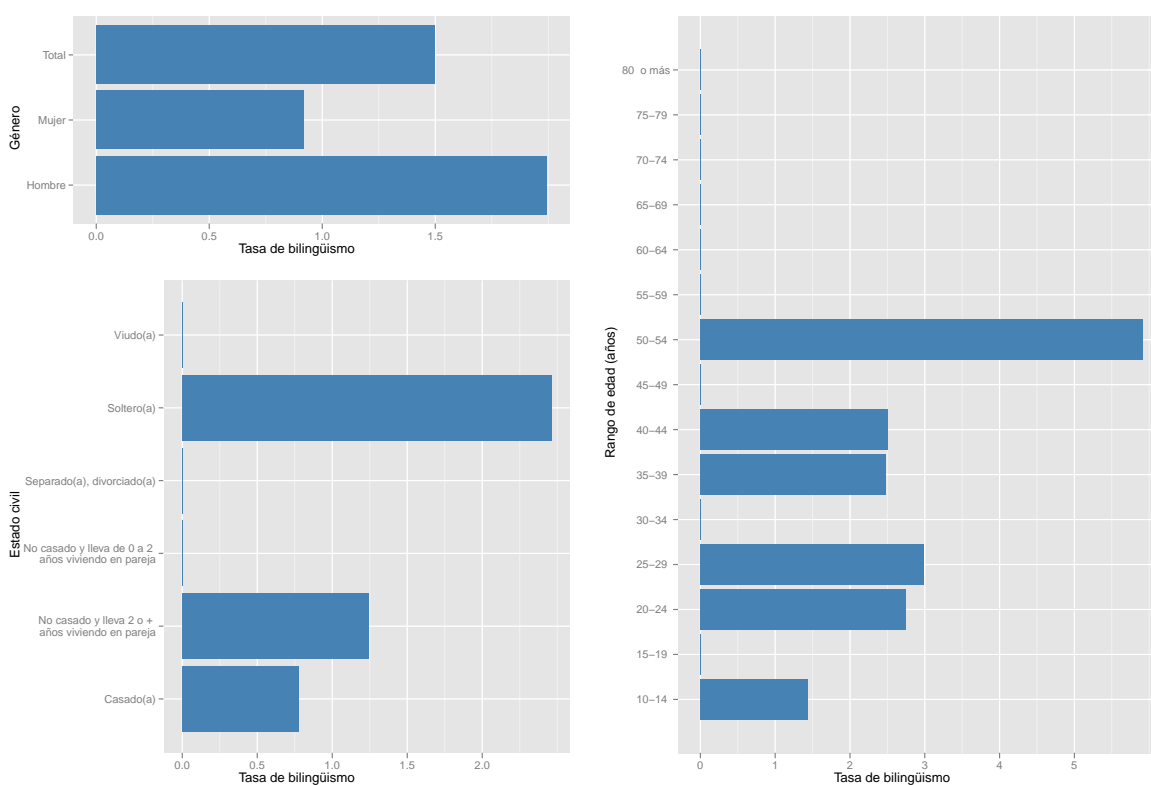 Género
Total
Mujer
Hombre
0.0 0.5 1.0 1.5
Tasa de bilingüismo
Estado civil
Viudo(a)
Soltero(a)
Separado(a), divorciado(a)
No casado y lleva de 0 a 2
años viviendo en pareja
No casado y lleva 2 o +
años viviendo en pareja
Casado(a)
0.0 0.5 1.0 1.5 2.0
Tasa de bilingüismo
Rango de edad (años)
80 o más
75−79
70−74
65−69
60−64
55−59
50−54
45−49
40−44
35−39
30−34
25−29
20−24
15−19
10−14
0 1 2 3 4 5
Tasa de bilingüismo